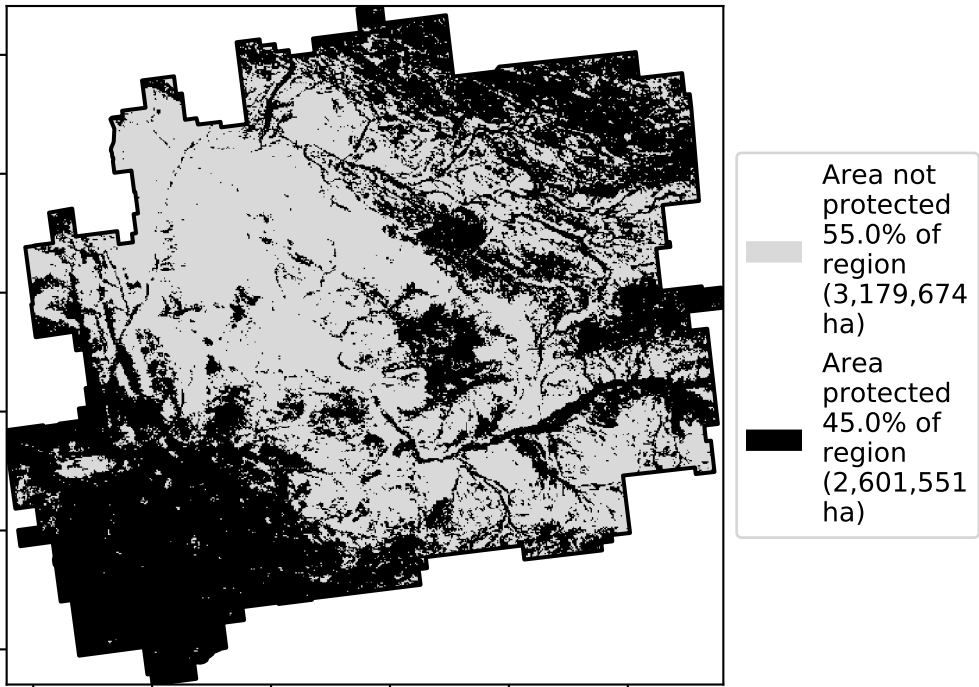 Area not
protected
55.0% of
region
(3,179,674
ha)
Area
protected
45.0% of
region
(2,601,551
ha)